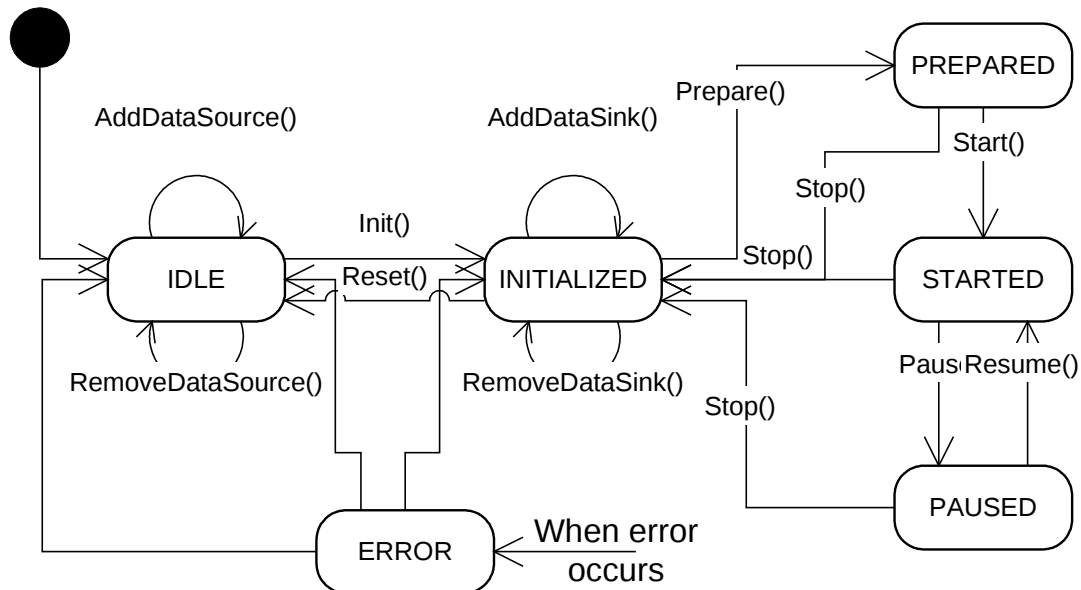 PREPARED
Prepare()
AddDataSource()
AddDataSink()
Start()
Stop()
Init()
Stop()
IDLE
Reset()
INITIALIZED
STARTED
Paus
Resume()
RemoveDataSource()
RemoveDataSink()
Stop()
PAUSED
When error
occurs
ERROR